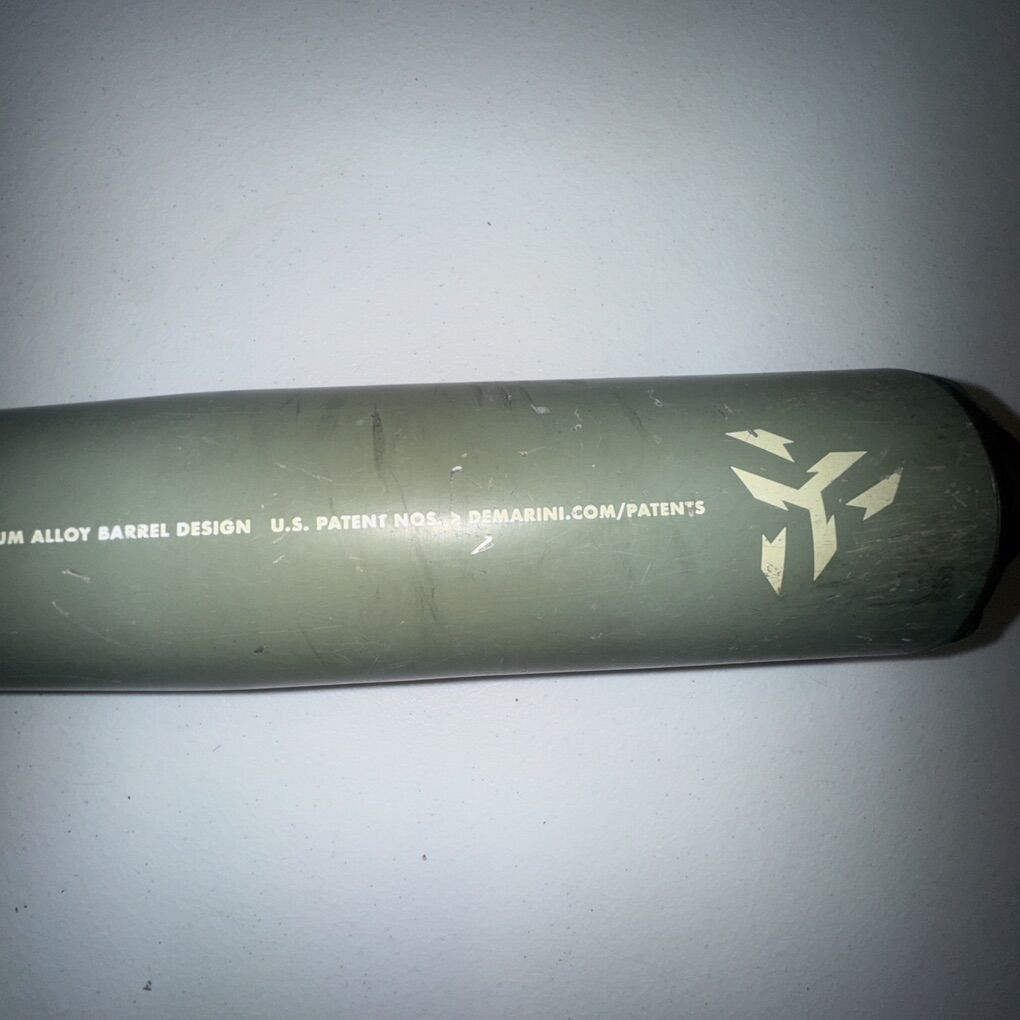 UM ALLOY BARREL DESIGN U.S. PATENT NOS. > DEMARINI.COM/PATENTS